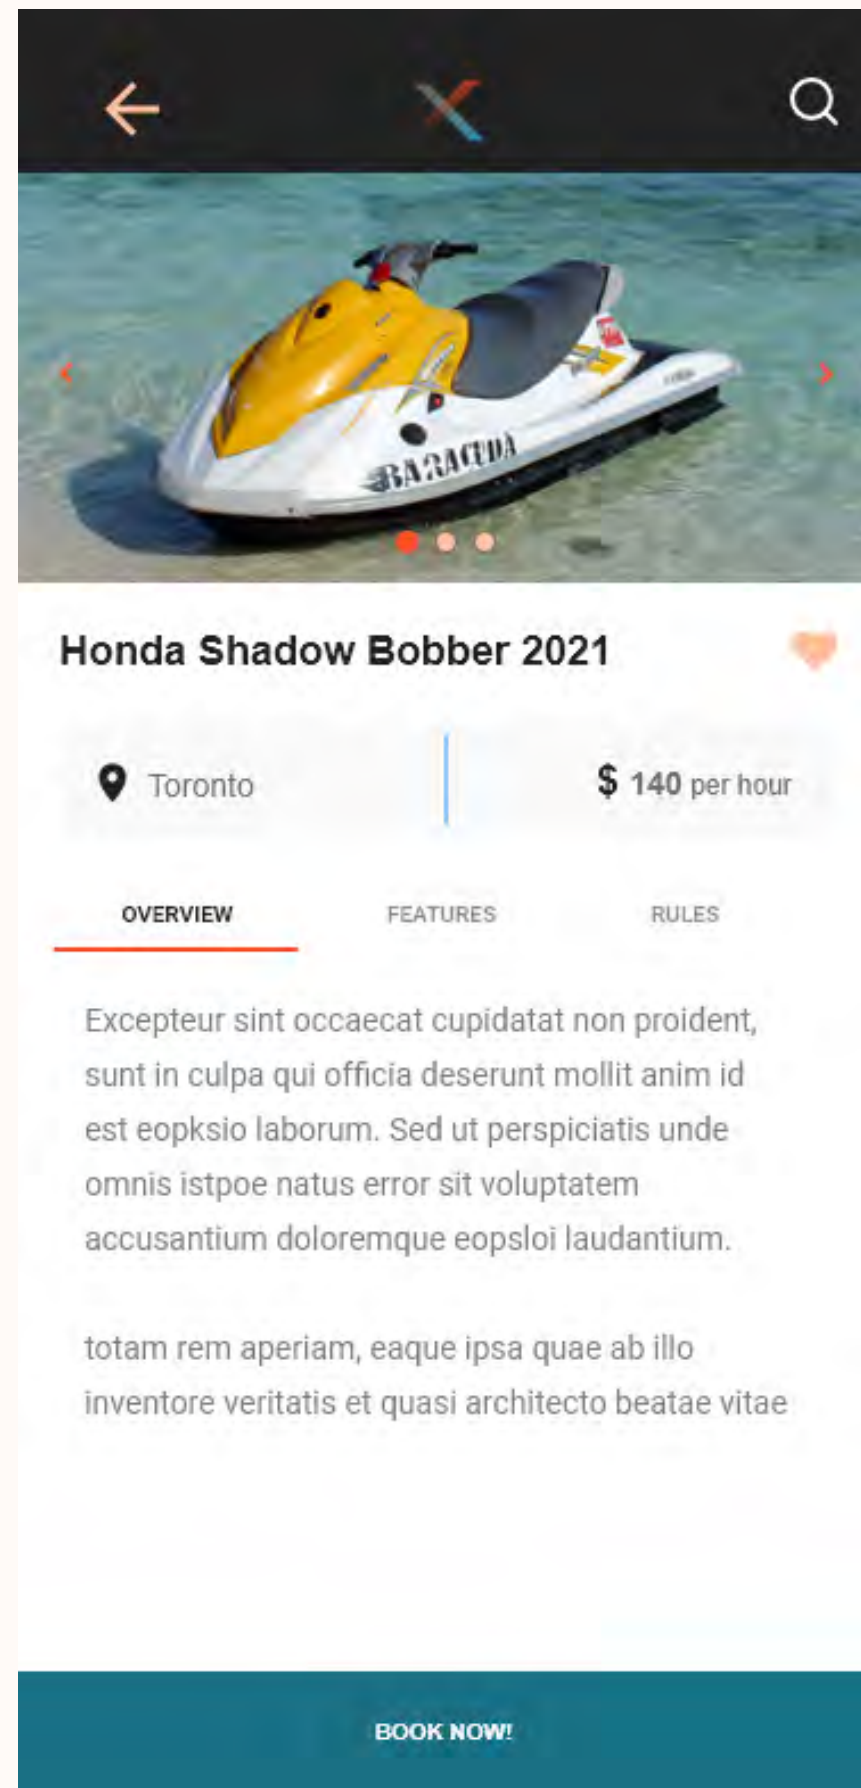 BARACUDA
Honda Shadow Bobber 2021
Toronto
$ 140 per hour
OVERVIEW FEATURES RULES
Excepteur sint occaecat cupidatat non proident,
sunt in culpa qui officia deserunt mollit anim id
est eopksio laborum. Sed ut perspiciatis unde
omnis istpoe natus error sit voluptatem
accusantium doloremque eopsloi laudantium.
totam rem aperiam, eaque ipsa quae ab illo
inventore veritatis et quasi architecto beatae vitae
BOOK NOW!